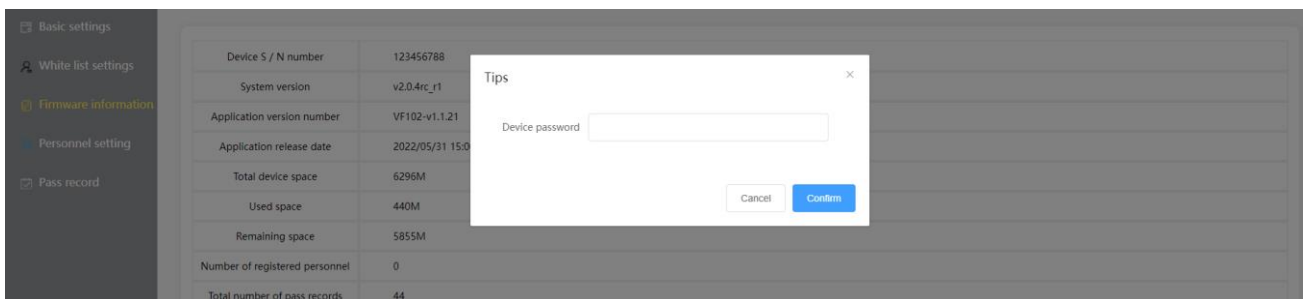 Basic settings
White list settings
Firmware information
Personnel setting
Pass record
Device S / N number 123456788
System version v2.0.4rc_r1
Application version number VF102-v1.1.21
Application release date 2022/05/31 15:0
Total device space 6296M
Used space 440M
Remaining space 5855M
Number of registered personnel 0
Total number of pass records 44
Tips
Device password
Cancel Confirm